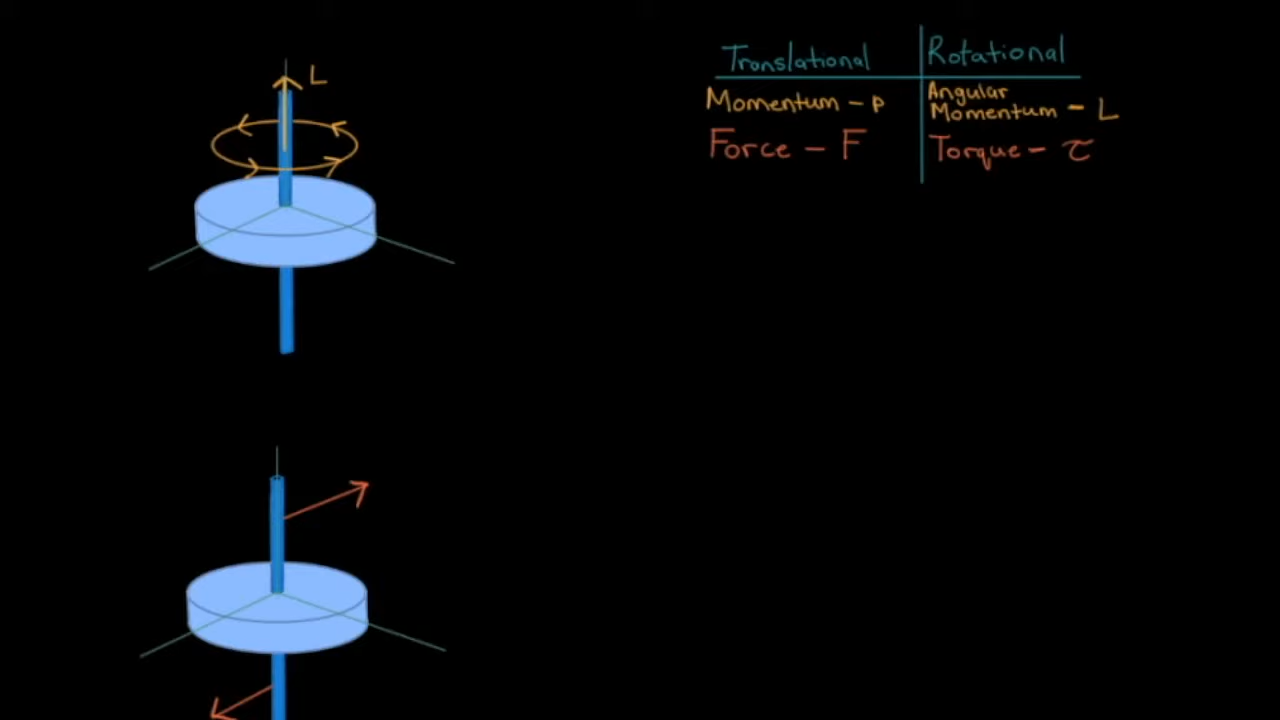 L
Translational Rotational
Momentum - p Angular Momentum - L
Force - F Torque - τ